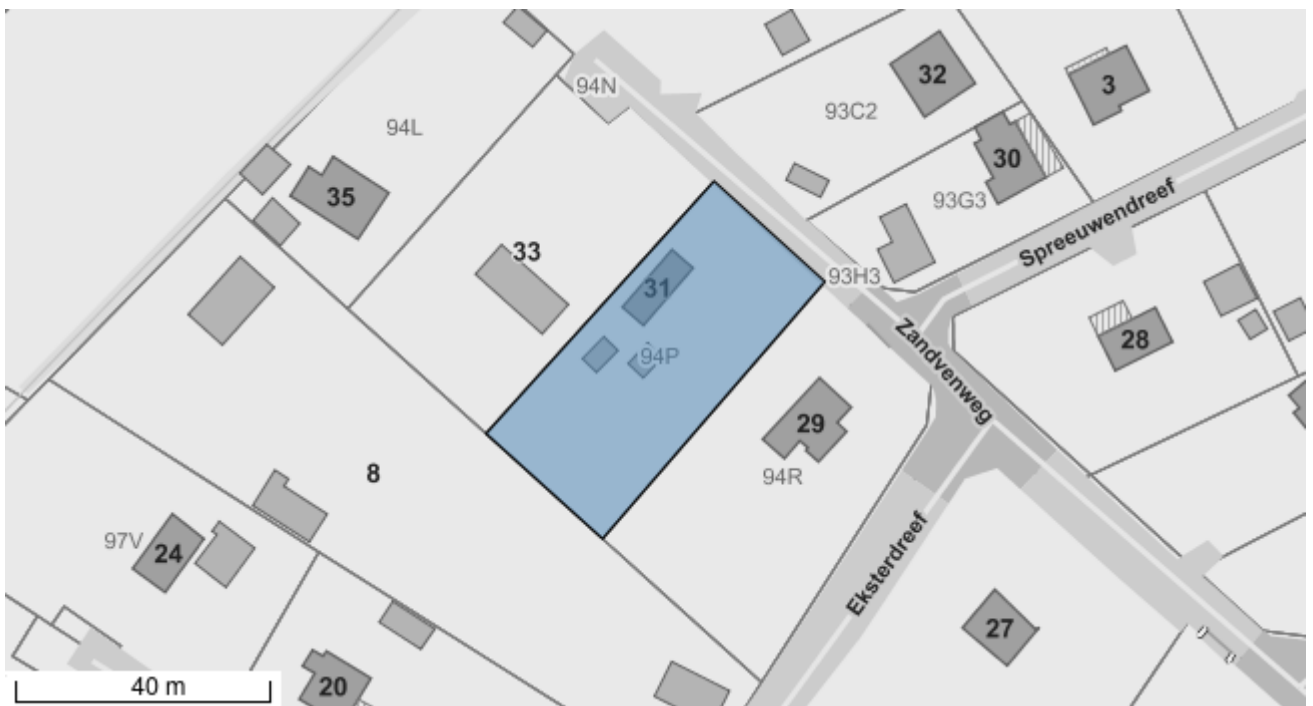 94N
32
3
93C2
94L
30
35
93G3
Spreeuwendreef
33
93H3
31
Zandvenweg
28
94P
29
8
94R
97V
24
Eksterdreef
27
20
40 m